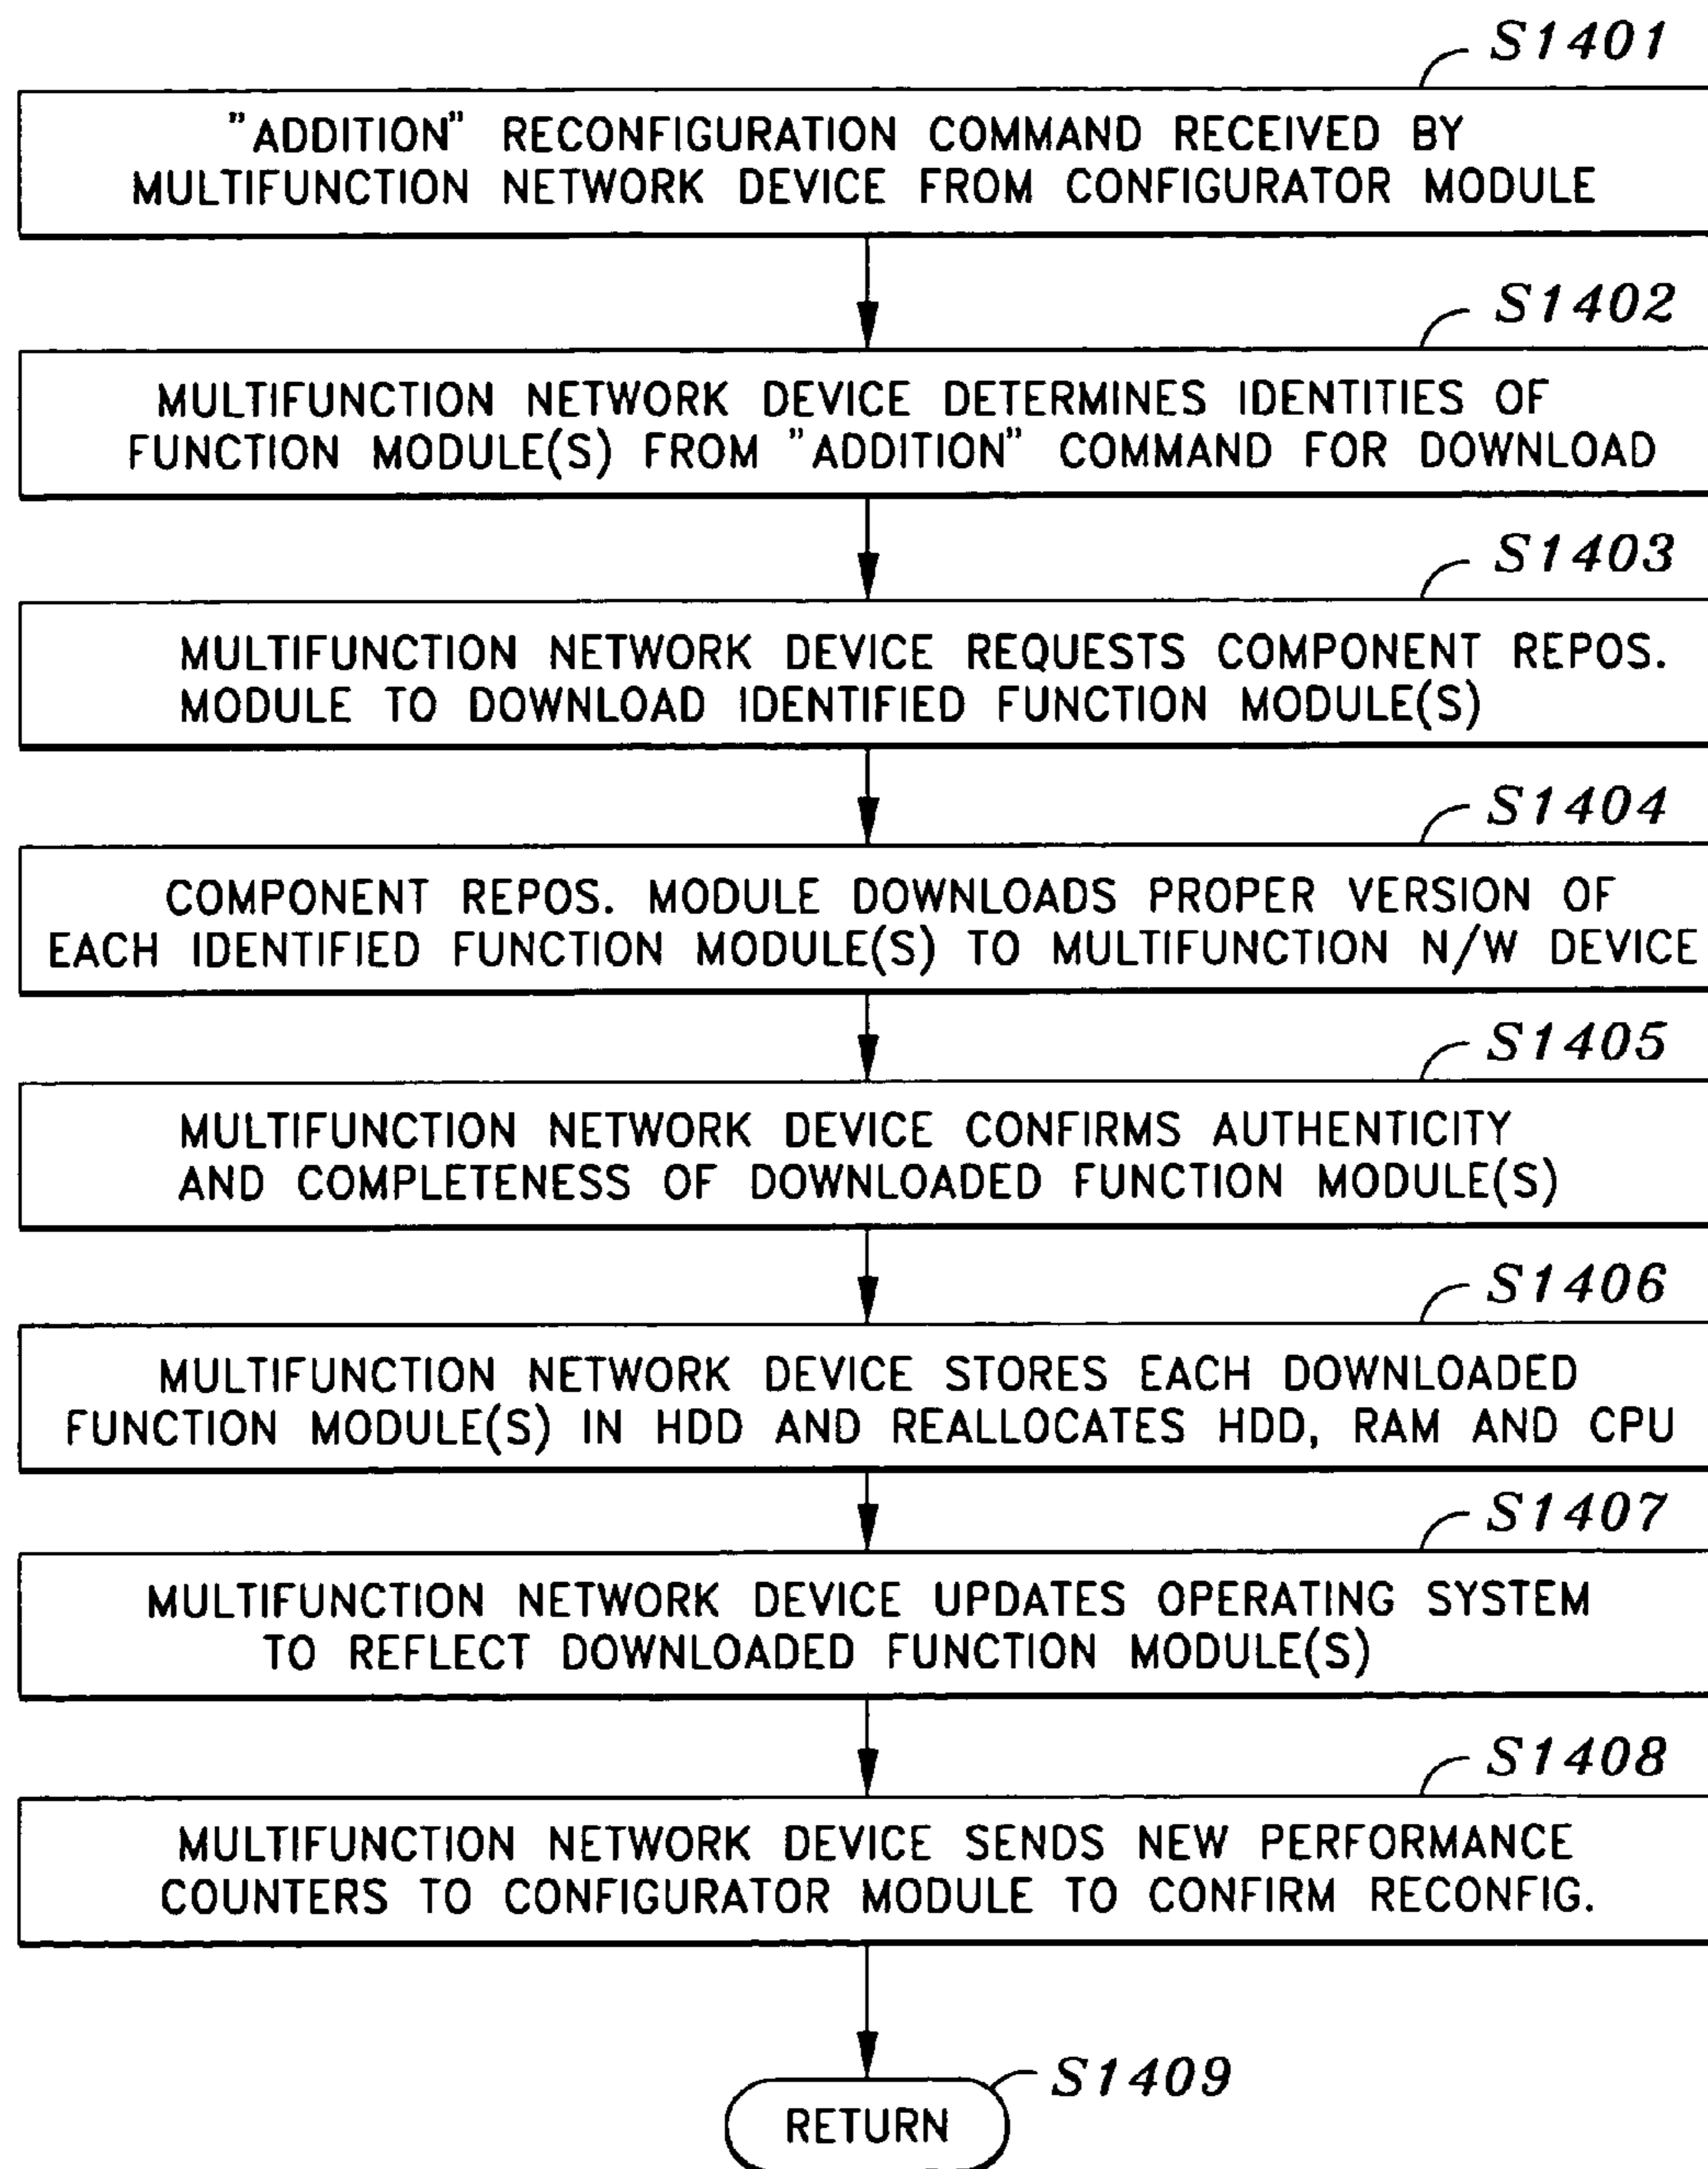 S1401
"ADDITION" RECONFIGURATION COMMAND RECEIVED BY
MULTIFUNCTION NETWORK DEVICE FROM CONFIGURATOR MODULE
S1402
MULTIFUNCTION NETWORK DEVICE DETERMINES IDENTITIES OF
FUNCTION MODULE(S) FROM "ADDITION" COMMAND FOR DOWNLOAD
S1403
MULTIFUNCTION NETWORK DEVICE REQUESTS COMPONENT REPOS.
MODULE TO DOWNLOAD IDENTIFIED FUNCTION MODULE(S)
S1404
COMPONENT REPOS. MODULE DOWNLOADS PROPER VERSION OF
EACH IDENTIFIED FUNCTION MODULE(S) TO MULTIFUNCTION N/W DEVICE
S1405
MULTIFUNCTION NETWORK DEVICE CONFIRMS AUTHENTICITY
AND COMPLETENESS OF DOWNLOADED FUNCTION MODULE(S)
S1406
MULTIFUNCTION NETWORK DEVICE STORES EACH DOWNLOADED
FUNCTION MODULE(S) IN HDD AND REALLOCATES HDD, RAM AND CPU
S1407
MULTIFUNCTION NETWORK DEVICE UPDATES OPERATING SYSTEM
TO REFLECT DOWNLOADED FUNCTION MODULE(S)
S1408
MULTIFUNCTION NETWORK DEVICE SENDS NEW PERFORMANCE
COUNTERS TO CONFIGURATOR MODULE TO CONFIRM RECONFIG.
S1409
RETURN